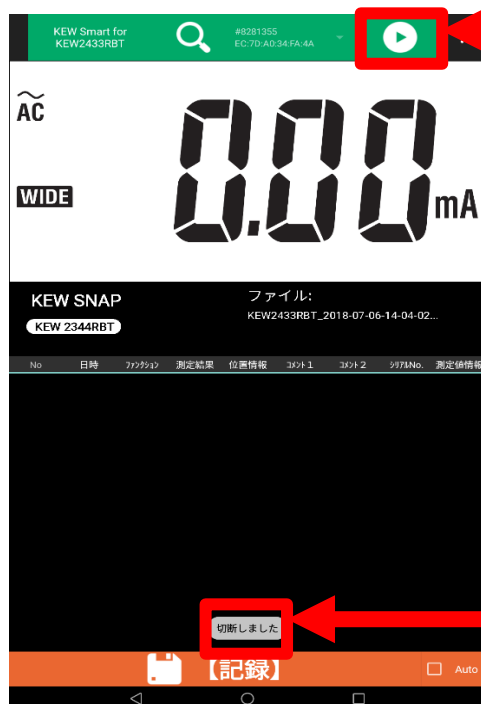 KEW Smart for
KEW2433RBT
#8281355
EC:7D:A0:34:FA:4A
AC
WIDE
0.00 mA
KEW SNAP
KEW 2344RBT
ファイル:
KEW2433RBT_2018-07-06-14-04-02...
No 日時 ﾌｧﾝｸｼｮﾝ 測定結果 位置情報 ｺﾒﾝﾄ1 ｺﾒﾝﾄ2 ｼﾘｱﾙNo. 測定値情報
切断しました
【記録】
Auto